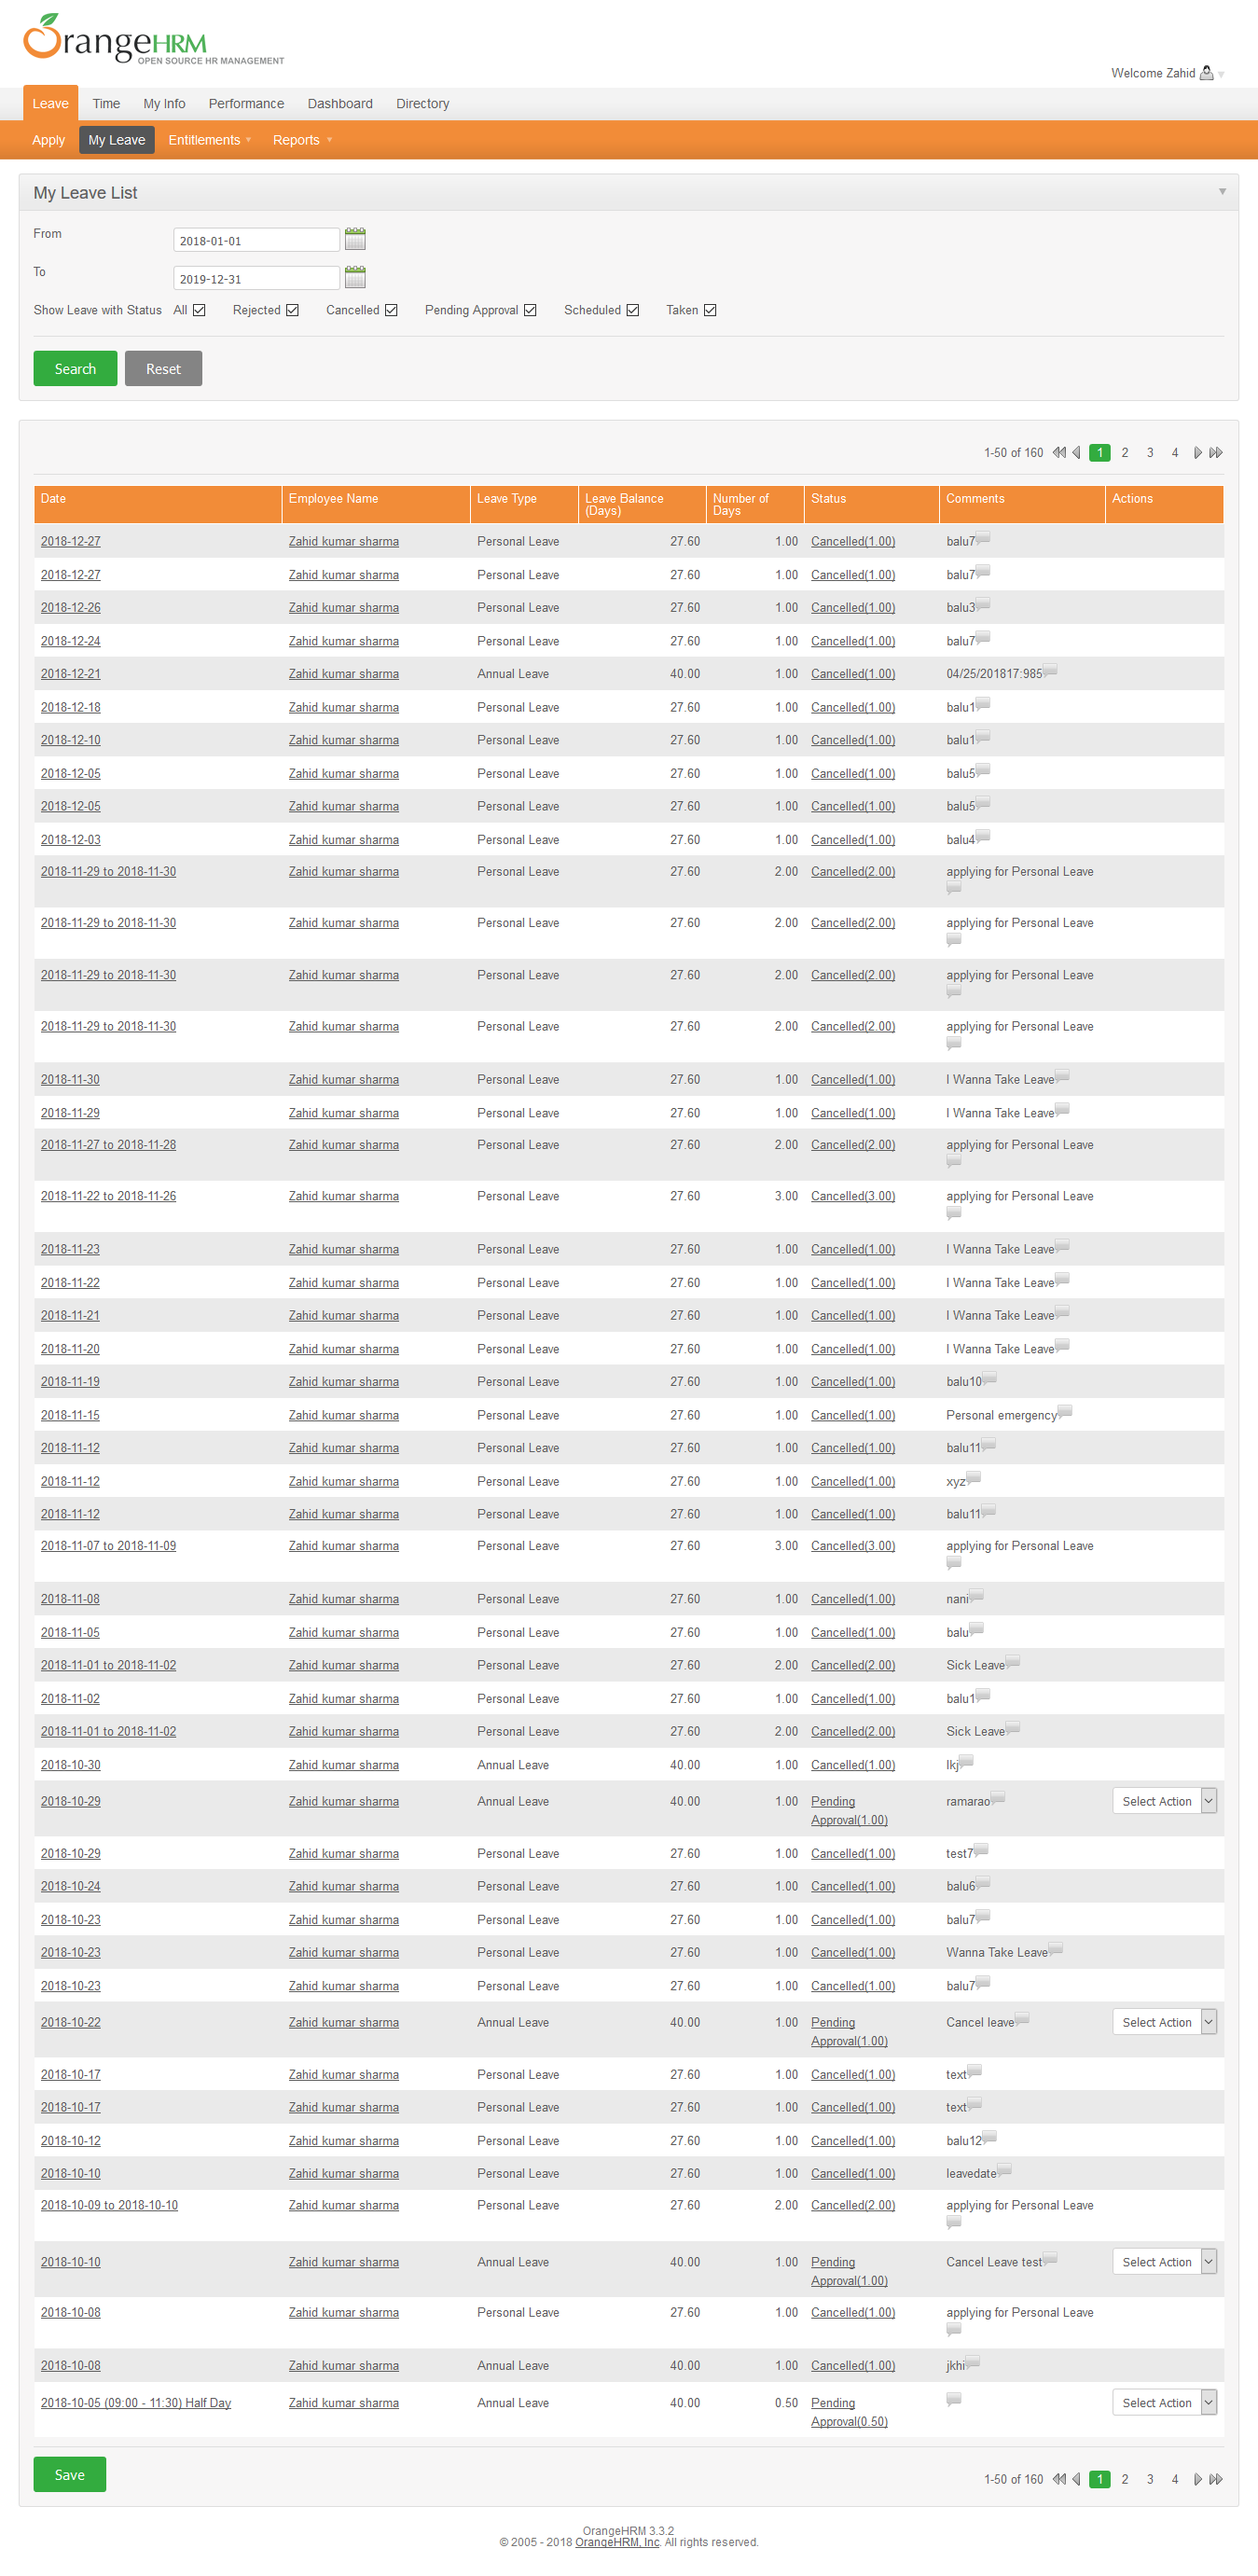 OrangeHRM
OPEN SOURCE HR MANAGEMENT
Welcome Zahid
Leave Time My Info Performance Dashboard Directory
Apply My Leave Entitlements Reports
My Leave List
From 2018-01-01
To 2019-12-31
Show Leave with Status All Rejected Cancelled Pending Approval Scheduled Taken
Search Reset
1-50 of 160 1 2 3 4
Date Employee Name Leave Type Leave Balance (Days) Number of Days Status Comments Actions
2018-12-27 Zahid kumar sharma Personal Leave 27.60 1.00 Cancelled(1.00) balu7
2018-12-27 Zahid kumar sharma Personal Leave 27.60 1.00 Cancelled(1.00) balu7
2018-12-26 Zahid kumar sharma Personal Leave 27.60 1.00 Cancelled(1.00) balu3
2018-12-24 Zahid kumar sharma Personal Leave 27.60 1.00 Cancelled(1.00) balu7
2018-12-21 Zahid kumar sharma Annual Leave 40.00 1.00 Cancelled(1.00) 04/25/201817:985
2018-12-18 Zahid kumar sharma Personal Leave 27.60 1.00 Cancelled(1.00) balu1
2018-12-10 Zahid kumar sharma Personal Leave 27.60 1.00 Cancelled(1.00) balu1
2018-12-05 Zahid kumar sharma Personal Leave 27.60 1.00 Cancelled(1.00) balu5
2018-12-05 Zahid kumar sharma Personal Leave 27.60 1.00 Cancelled(1.00) balu5
2018-12-03 Zahid kumar sharma Personal Leave 27.60 1.00 Cancelled(1.00) balu4
2018-11-29 to 2018-11-30 Zahid kumar sharma Personal Leave 27.60 2.00 Cancelled(2.00) applying for Personal Leave
2018-11-29 to 2018-11-30 Zahid kumar sharma Personal Leave 27.60 2.00 Cancelled(2.00) applying for Personal Leave
2018-11-29 to 2018-11-30 Zahid kumar sharma Personal Leave 27.60 2.00 Cancelled(2.00) applying for Personal Leave
2018-11-29 to 2018-11-30 Zahid kumar sharma Personal Leave 27.60 2.00 Cancelled(2.00) applying for Personal Leave
2018-11-30 Zahid kumar sharma Personal Leave 27.60 1.00 Cancelled(1.00) I Wanna Take Leave
2018-11-29 Zahid kumar sharma Personal Leave 27.60 1.00 Cancelled(1.00) I Wanna Take Leave
2018-11-27 to 2018-11-28 Zahid kumar sharma Personal Leave 27.60 2.00 Cancelled(2.00) applying for Personal Leave
2018-11-22 to 2018-11-26 Zahid kumar sharma Personal Leave 27.60 3.00 Cancelled(3.00) applying for Personal Leave
2018-11-23 Zahid kumar sharma Personal Leave 27.60 1.00 Cancelled(1.00) I Wanna Take Leave
2018-11-22 Zahid kumar sharma Personal Leave 27.60 1.00 Cancelled(1.00) I Wanna Take Leave
2018-11-21 Zahid kumar sharma Personal Leave 27.60 1.00 Cancelled(1.00) I Wanna Take Leave
2018-11-20 Zahid kumar sharma Personal Leave 27.60 1.00 Cancelled(1.00) I Wanna Take Leave
2018-11-19 Zahid kumar sharma Personal Leave 27.60 1.00 Cancelled(1.00) balu10
2018-11-15 Zahid kumar sharma Personal Leave 27.60 1.00 Cancelled(1.00) Personal emergency
2018-11-12 Zahid kumar sharma Personal Leave 27.60 1.00 Cancelled(1.00) balu11
2018-11-12 Zahid kumar sharma Personal Leave 27.60 1.00 Cancelled(1.00) xyz
2018-11-12 Zahid kumar sharma Personal Leave 27.60 1.00 Cancelled(1.00) balu11
2018-11-07 to 2018-11-09 Zahid kumar sharma Personal Leave 27.60 3.00 Cancelled(3.00) applying for Personal Leave
2018-11-08 Zahid kumar sharma Personal Leave 27.60 1.00 Cancelled(1.00) nani
2018-11-05 Zahid kumar sharma Personal Leave 27.60 1.00 Cancelled(1.00) balu
2018-11-01 to 2018-11-02 Zahid kumar sharma Personal Leave 27.60 2.00 Cancelled(2.00) Sick Leave
2018-11-02 Zahid kumar sharma Personal Leave 27.60 1.00 Cancelled(1.00) balu1
2018-11-01 to 2018-11-02 Zahid kumar sharma Personal Leave 27.60 2.00 Cancelled(2.00) Sick Leave
2018-10-30 Zahid kumar sharma Annual Leave 40.00 1.00 Cancelled(1.00) lkj
2018-10-29 Zahid kumar sharma Annual Leave 40.00 1.00 Pending Approval(1.00) ramarao Select Action
2018-10-29 Zahid kumar sharma Personal Leave 27.60 1.00 Cancelled(1.00) test7
2018-10-24 Zahid kumar sharma Personal Leave 27.60 1.00 Cancelled(1.00) balu6
2018-10-23 Zahid kumar sharma Personal Leave 27.60 1.00 Cancelled(1.00) balu7
2018-10-23 Zahid kumar sharma Personal Leave 27.60 1.00 Cancelled(1.00) Wanna Take Leave
2018-10-23 Zahid kumar sharma Personal Leave 27.60 1.00 Cancelled(1.00) balu7
2018-10-22 Zahid kumar sharma Annual Leave 40.00 1.00 Pending Approval(1.00) Cancel leave Select Action
2018-10-17 Zahid kumar sharma Personal Leave 27.60 1.00 Cancelled(1.00) text
2018-10-17 Zahid kumar sharma Personal Leave 27.60 1.00 Cancelled(1.00) text
2018-10-12 Zahid kumar sharma Personal Leave 27.60 1.00 Cancelled(1.00) balu12
2018-10-10 Zahid kumar sharma Personal Leave 27.60 1.00 Cancelled(1.00) leavedate
2018-10-09 to 2018-10-10 Zahid kumar sharma Personal Leave 27.60 2.00 Cancelled(2.00) applying for Personal Leave
2018-10-10 Zahid kumar sharma Annual Leave 40.00 1.00 Pending Approval(1.00) Cancel Leave test Select Action
2018-10-08 Zahid kumar sharma Personal Leave 27.60 1.00 Cancelled(1.00) applying for Personal Leave
2018-10-08 Zahid kumar sharma Annual Leave 40.00 1.00 Cancelled(1.00) jkhi
2018-10-05 (09:00 - 11:30) Half Day Zahid kumar sharma Annual Leave 40.00 0.50 Pending Approval(0.50) Select Action
Save 1-50 of 160 1 2 3 4
OrangeHRM 3.3.2
© 2005 - 2018 OrangeHRM, Inc. All rights reserved.